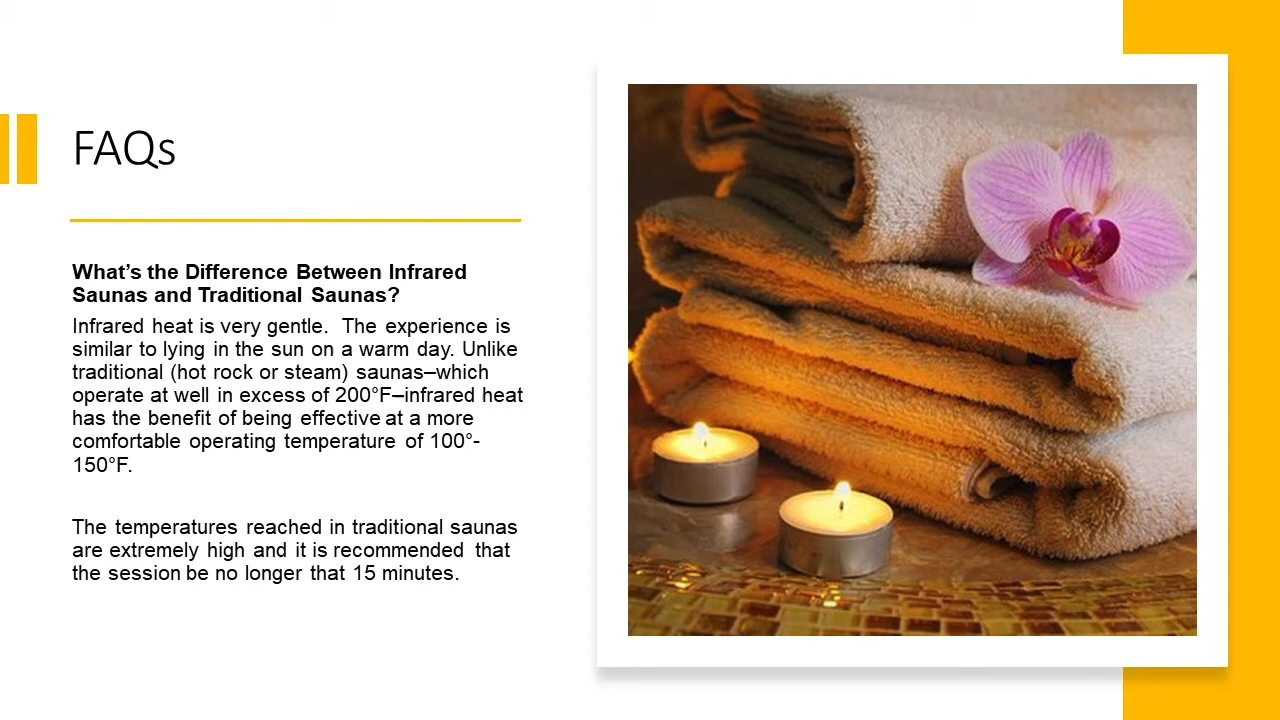 FAQs
What’s the Difference Between Infrared
Saunas and Traditional Saunas?
Infrared heat is very gentle.  The experience is
similar to lying in the sun on a warm day. Unlike
traditional (hot rock or steam) saunas–which
operate at well in excess of 200°F–infrared heat
has the benefit of being effective at a more
comfortable operating temperature of 100°-
150°F.
The temperatures reached in traditional saunas
are extremely high and it is recommended that
the session be no longer that 15 minutes.